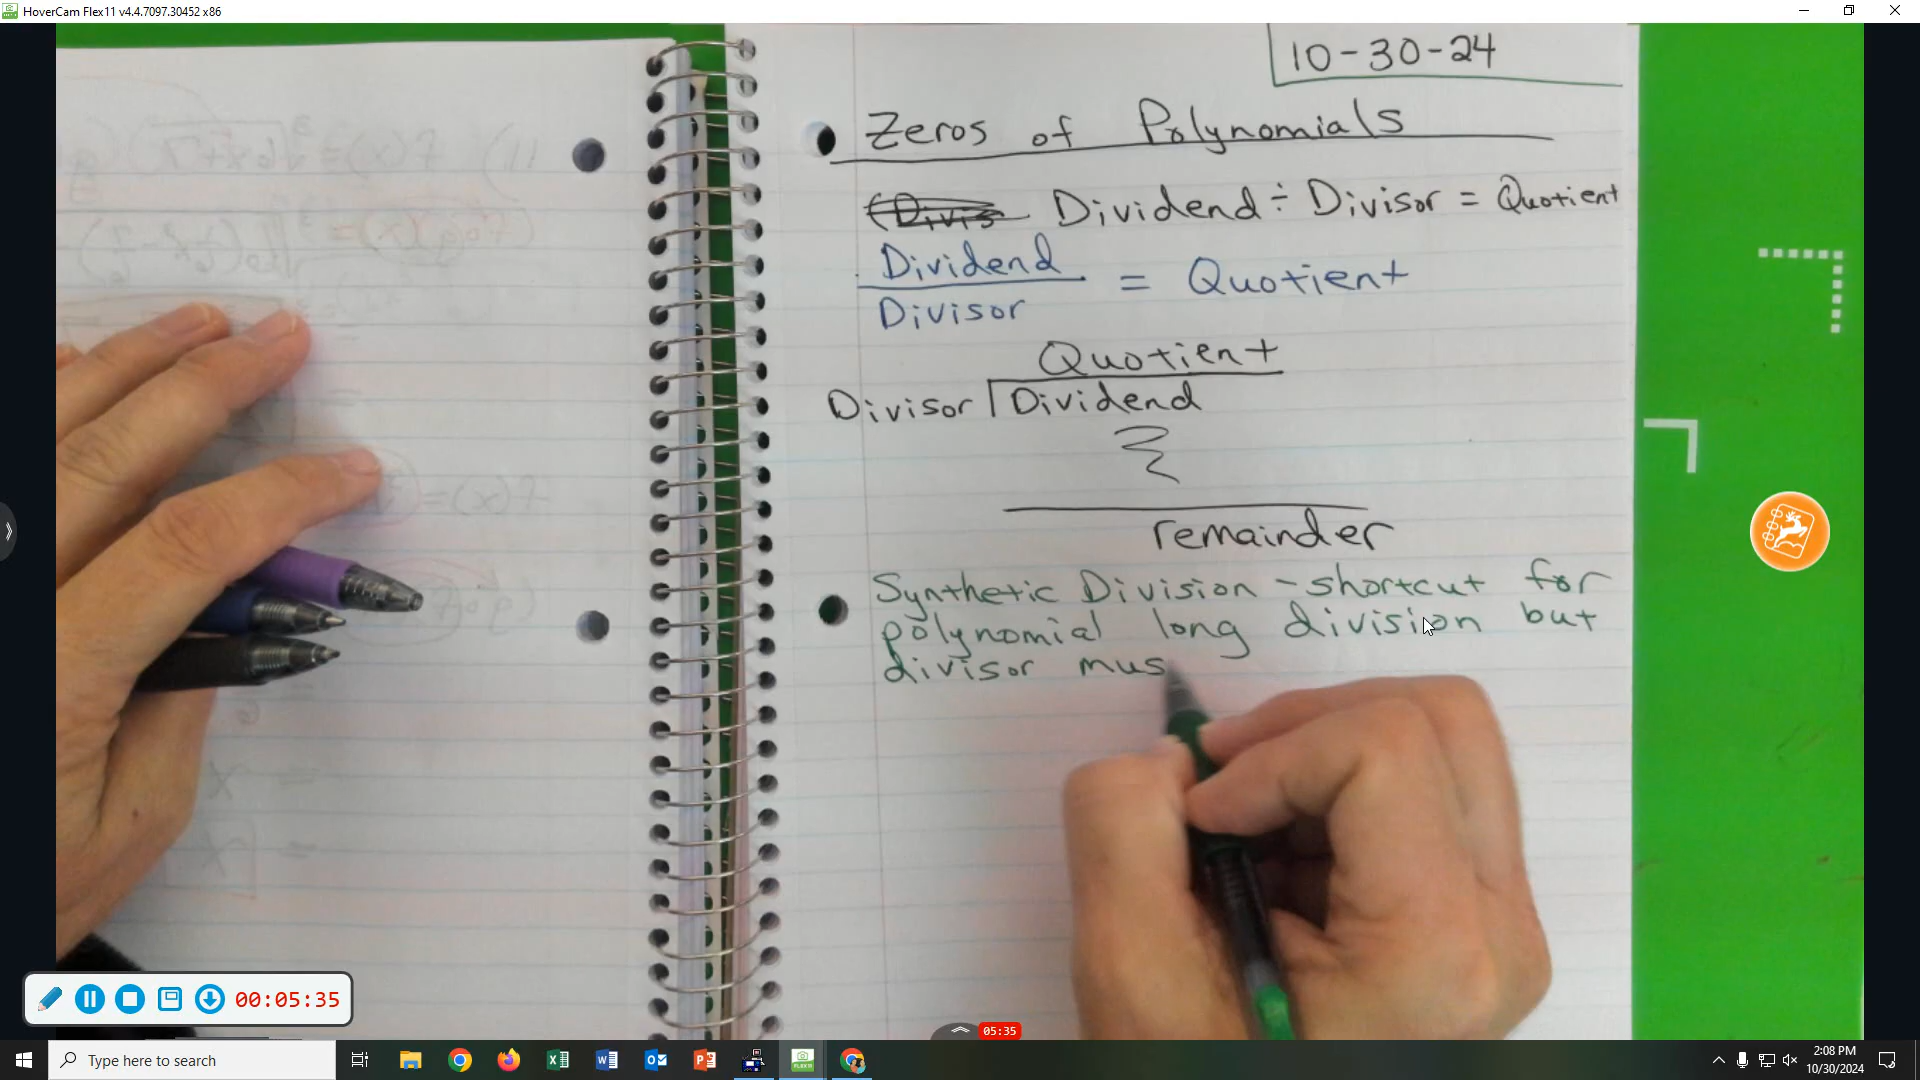 HoverCam Flex11 v4.4.7097.30452 x86
10-30-24
Zeros of Polynomials
(Divis Dividend ÷ Divisor = Quotient
Dividend
Divisor
= Quotient
Quotient
Divisor Dividend
remainder
Synthetic Division - shortcut for
polynomial long division but
divisor mus
00:05:35
05:35
FLEX11
Type here to search
2:08 PM
10/30/2024